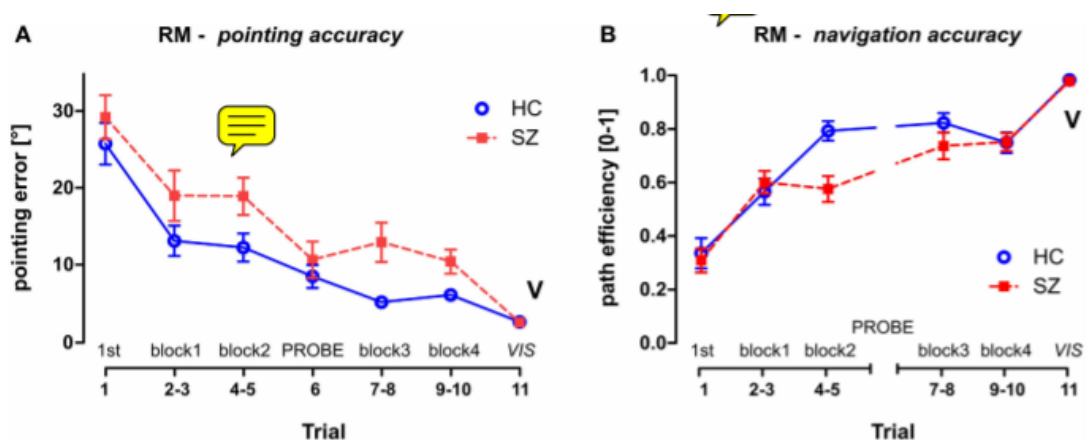 A RM - pointing accuracy
pointing error [°]
30
20
10
0
HC
SZ
V
1st block1 block2 PROBE block3 block4 VIS
1 2-3 4-5 6 7-8 9-10 11
Trial
B RM - navigation accuracy
path efficiency [0-1]
1.0
0.8
0.6
0.4
0.2
0.0
V
HC
SZ
PROBE
1st block1 block2 block3 block4 VIS
1 2-3 4-5 7-8 9-10 11
Trial